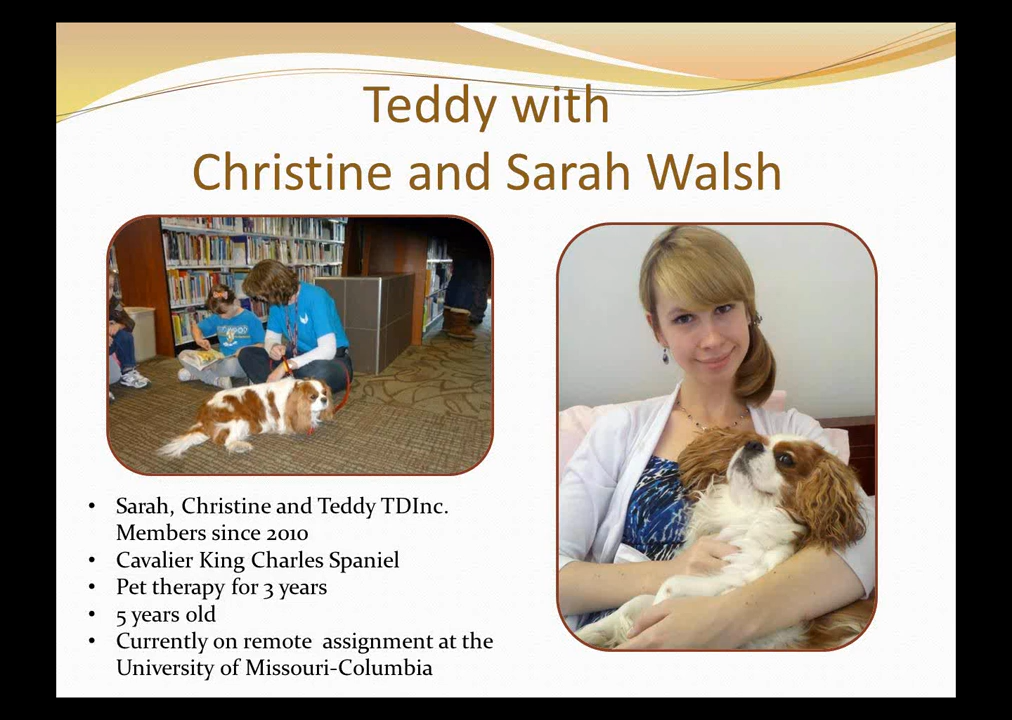 Teddy with
Christine and Sarah Walsh
• Sarah, Christine and Teddy TDInc.
Members since 2010
• Cavalier King Charles Spaniel
• Pet therapy for 3 years
• 5 years old
• Currently on remote  assignment at the
University of Missouri-Columbia